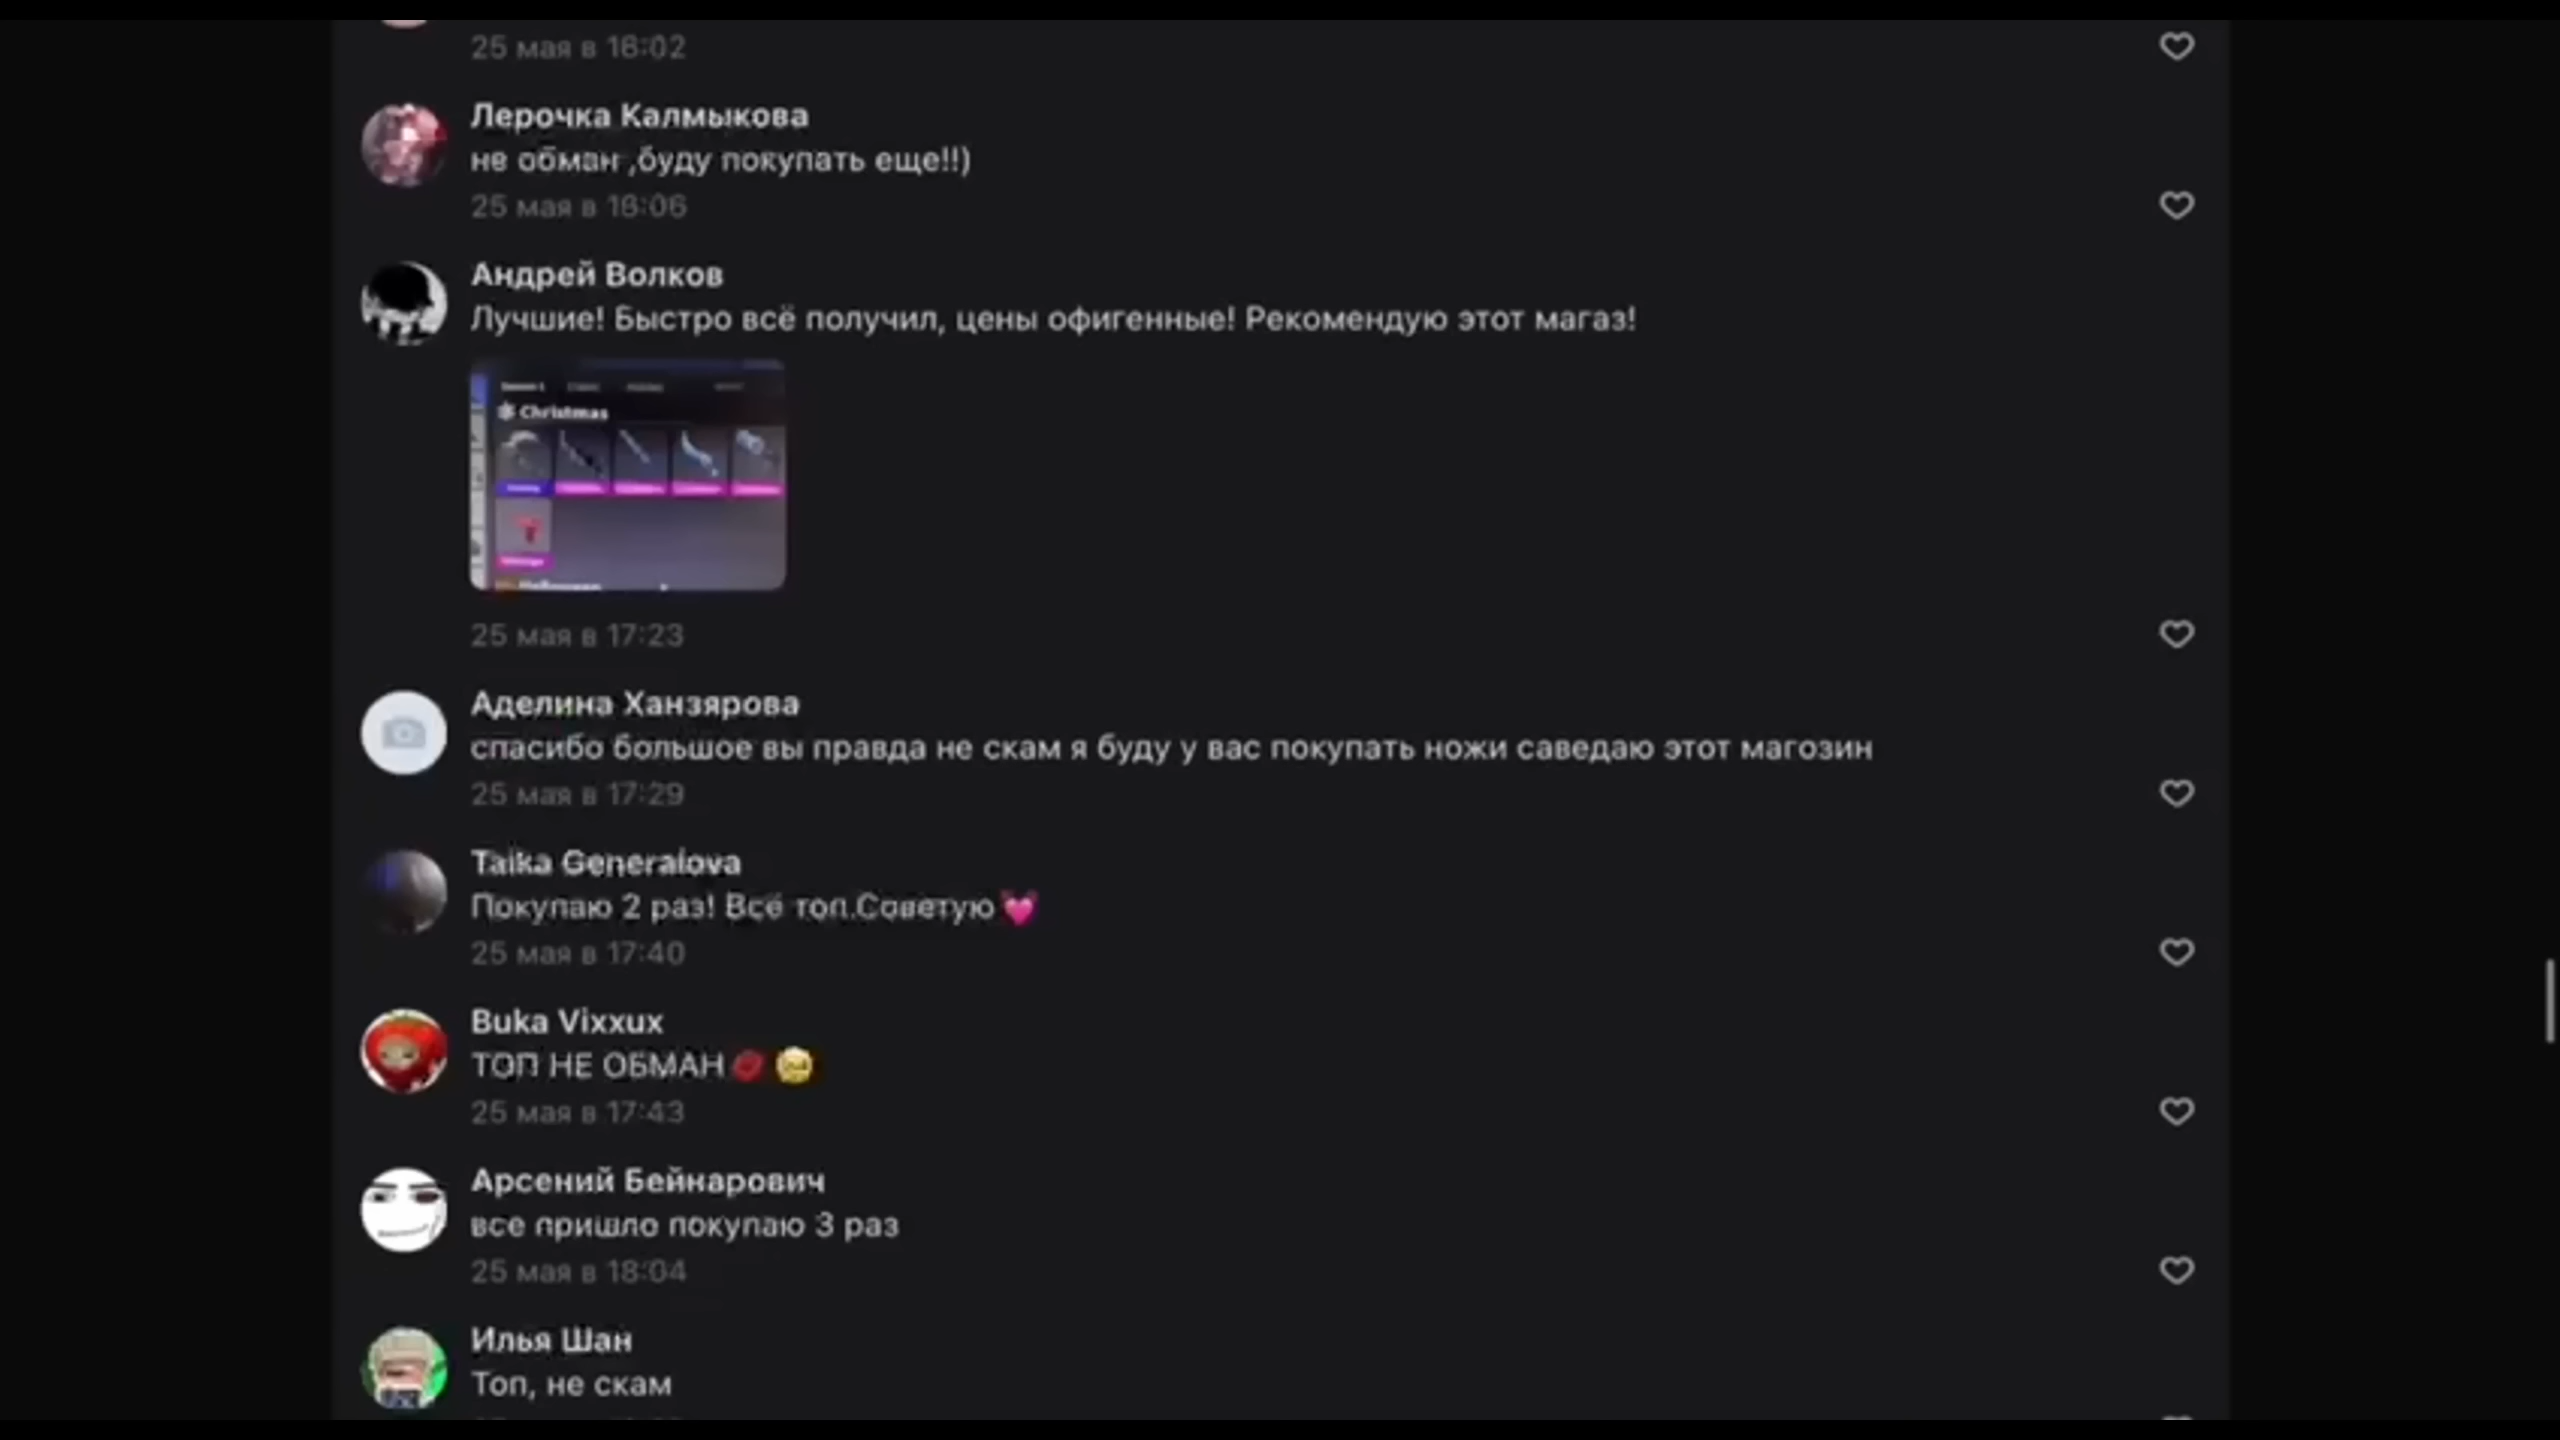 25 мая в 16:02
Лерочка Калмыкова
не обман ,буду покупать еще!!)
25 мая в 16:06
Андрей Волков
Лучшие! Быстро всё получил, цены офигенные! Рекомендую этот магаз!
Christmas
25 мая в 17:23
Аделина Ханзярова
спасибо большое вы правда не скам я буду у вас покупать ножи саведаю этот магозин
25 мая в 17:29
Taika Generalova
Покупаю 2 раз! Всё топ.Советую💓
25 мая в 17:40
Buka Vixxux
ТОП НЕ ОБМАН💋
25 мая в 17:43
Арсений Бейнарович
все пришло покупаю 3 раз
25 мая в 18:04
Илья Шан
Топ, не скам